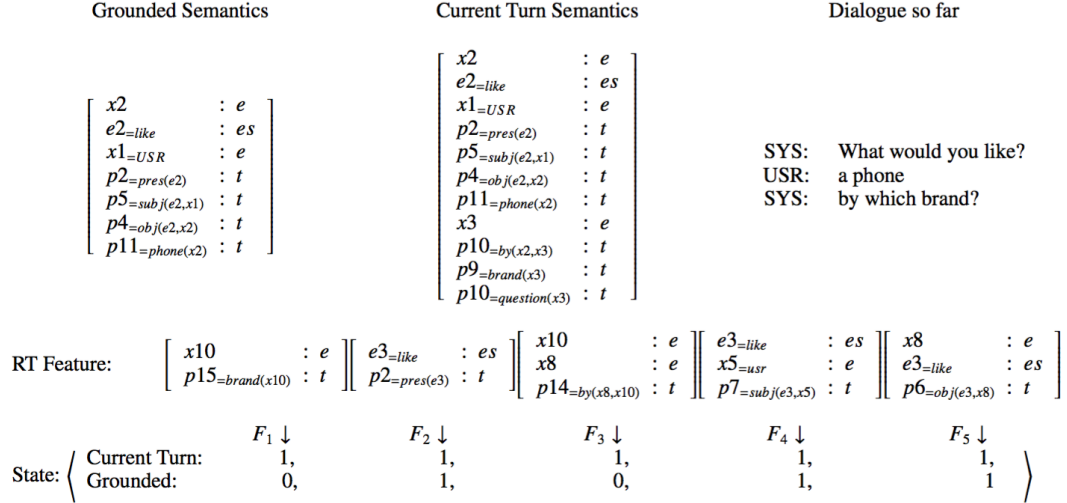 Grounded Semantics Current Turn Semantics Dialogue so far
x2 : e
e2=like : es
x1=USR : e
p2=pres(e2) : t
p5=subj(e2,x1) : t
p4=obj(e2,x2) : t
p11=phone(x2) : t
x2 : e
e2=like : es
x1=USR : e
p2=pres(e2) : t
p5=subj(e2,x1) : t
p4=obj(e2,x2) : t
p11=phone(x2) : t
x3 : e
p10=by(x2,x3) : t
p9=brand(x3) : t
p10=question(x3) : t
SYS: What would you like?
USR: a phone
SYS: by which brand?
RT Feature:
x10 : e
p15=brand(x10) : t
e3=like : es
p2=pres(e3) : t
x10 : e
x8 : e
p14=by(x8,x10) : t
e3=like : es
x5=usr : e
p7=subj(e3,x5) : t
x8 : e
e3=like : es
p6=obj(e3,x8) : t
F1 ↓ F2 ↓ F3 ↓ F4 ↓ F5 ↓
State:
Current Turn: 1, 1, 1, 1, 1,
Grounded: 0, 1, 0, 1, 1